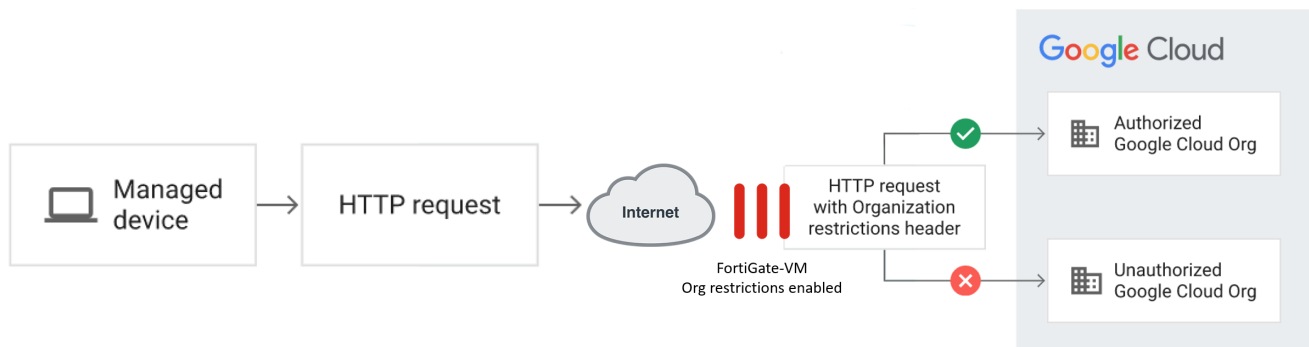 Managed
device
HTTP request
Internet
FortiGate-VM
Org restrictions enabled
HTTP request
with Organization
restrictions header
Google Cloud
Authorized
Google Cloud Org
Unauthorized
Google Cloud Org